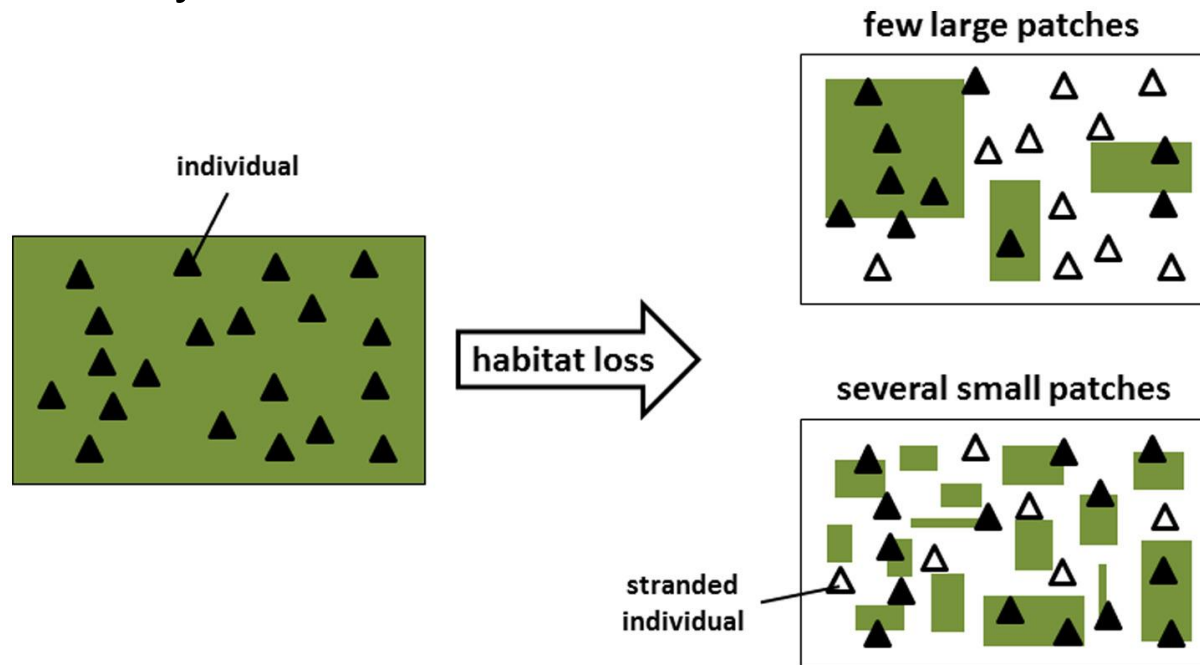 few large patches
individual
habitat loss
several small patches
stranded
individual